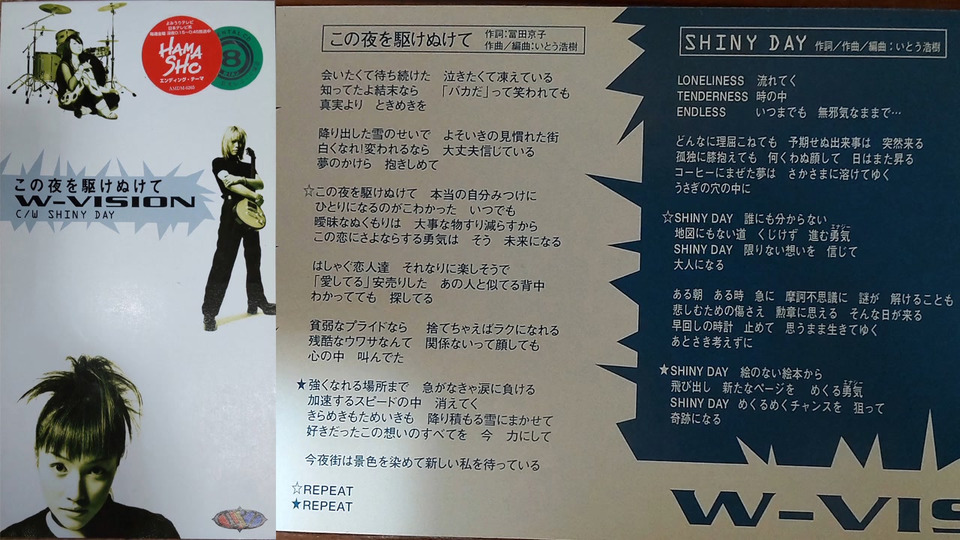 よみうりテレビ
日本テレビ系
HAMA
SHO
エンディング・テーマ
AMDM-6188
8
この夜を駆けぬけて
W-VISION
C/W SHINY DAY
この夜を駆けぬけて 作詞:冨田京子
作曲/編曲:いとう浩樹
会いたくて待ち続けた 泣きたくて凍えている
知ってたよ結末なら 「バカだ」って笑われても
真実より ときめきを
降り出した雪のせいで よそいきの見慣れた街
白くなれ!変われるなら 大丈夫信じている
夢のかけら 抱きしめて
☆この夜を駆けぬけて 本当の自分みつけに
ひとりになるのがこわかった いつでも
曖昧なぬくもりは 大事な物すり減らすから
この恋にさよならする勇気は そう 未来になる
はしゃぐ恋人達 それなりに楽しそうで
「愛してる」安売りした あの人と似てる背中
わかってても 探してる
貧弱なプライドなら 捨てちゃえばラクになれる
残酷なウワサなんて 関係ないって顔しても
心の中 叫んでた
★強くなれる場所まで 急がなきゃ涙に負ける
加速するスピードの中 消えてく
きらめきもためいきも 降り積もる雪にまかせて
好きだったこの想いのすべてを 今 力にして
今夜街は景色を染めて新しい私を待っている
☆REPEAT
★REPEAT
SHINY DAY 作詞/作曲/編曲:いとう浩樹
LONELINESS 流れてく
TENDERNESS 時の中
ENDLESS いつまでも 無邪気なままで…
どんなに理屈こねても 予期せぬ出来事は 突然来る
孤独に膝抱えても 何くわぬ顔して 日はまた昇る
コーヒーにまぜた夢は さかさまに溶けてゆく
うさぎの穴の中に
☆SHINY DAY 誰にも分からない
地図にもない道 くじけず 進む勇気
エナジー
SHINY DAY 限りない想いを 信じて
大人になる
ある朝 ある時 急に 摩訶不思議に 謎が 解けることも
悲しむための傷さえ 勲章に思える そんな日が来る
早回しの時計 止めて 思うまま生きてゆく
あとさき考えずに
★SHINY DAY 絵のない絵本から
飛び出し 新たなページを めくる勇気
エナジー
SHINY DAY めくるめくチャンスを 狙って
奇跡になる
W-VIS